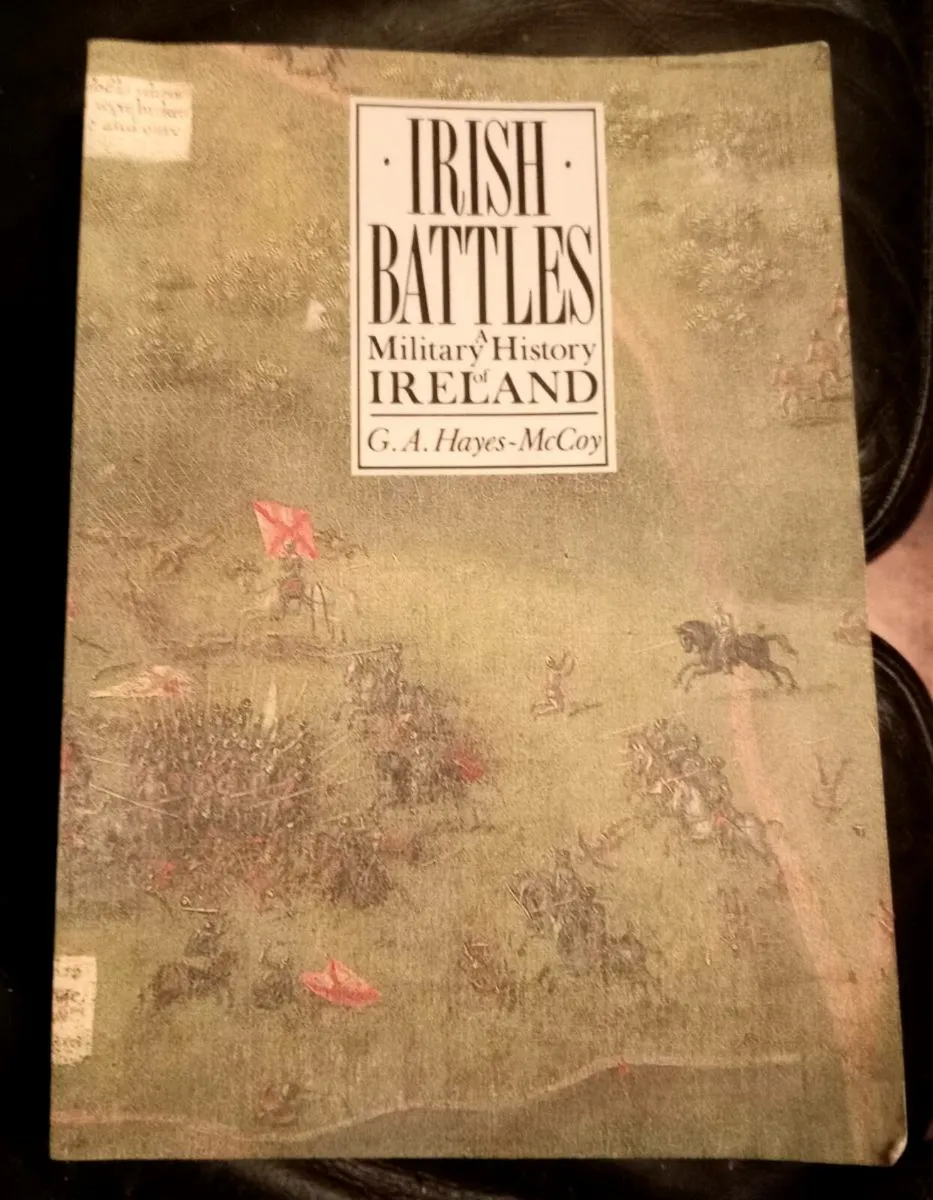 · IRISH ·
BATTLES
A
Military History
of
IRELAND
G. A. Hayes-McCoy